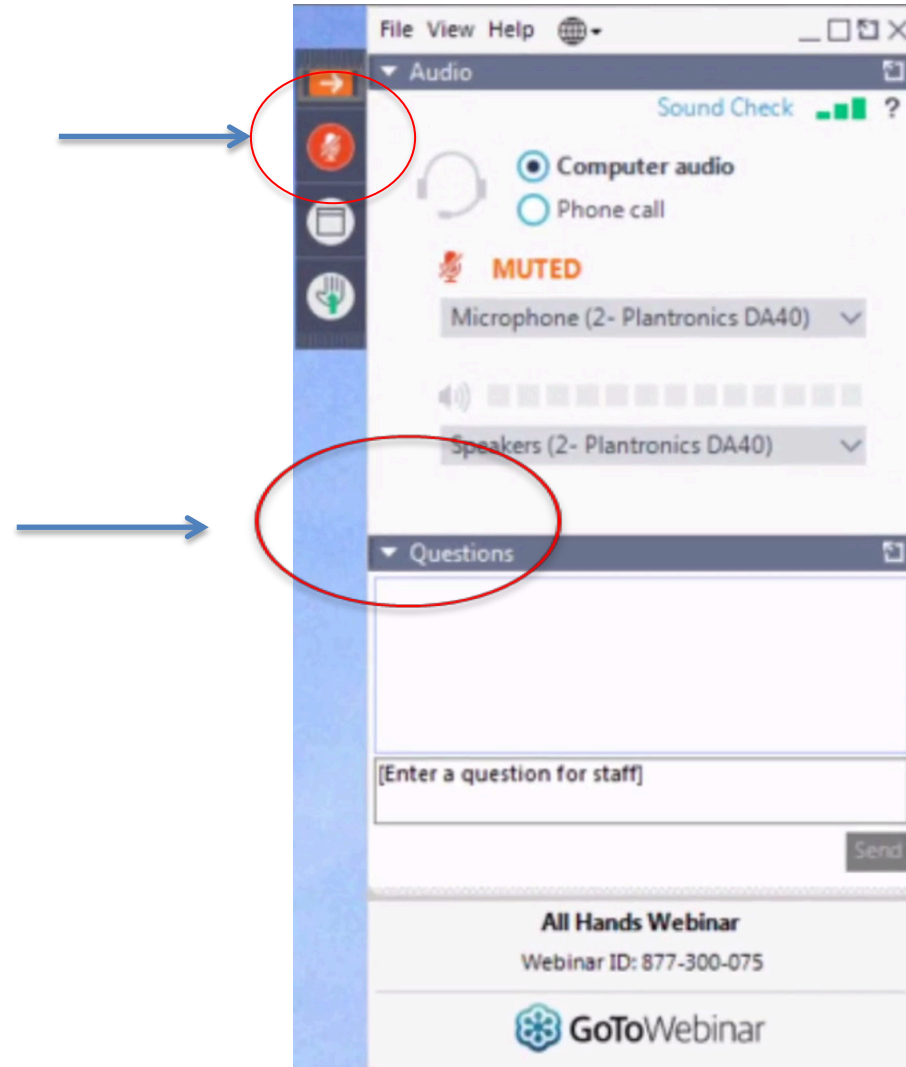 File View Help
Audio
Sound Check ?
Computer audio
Phone call
MUTED
Microphone (2- Plantronics DA40)
Speakers (2- Plantronics DA40)
Questions
[Enter a question for staff]
Send
All Hands Webinar
Webinar ID: 877-300-075
GoToWebinar